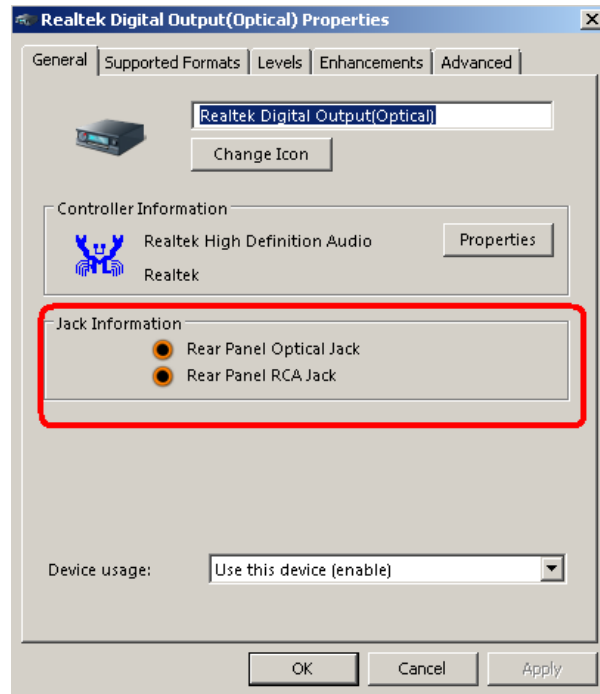 Realtek Digital Output(Optical) Properties
General Supported Formats Levels Enhancements Advanced
Realtek Digital Output(Optical)
Change Icon
Controller Information
Realtek High Definition Audio
Properties
Realtek
Jack Information
Rear Panel Optical Jack
Rear Panel RCA Jack
Device usage: Use this device (enable)
OK Cancel Apply